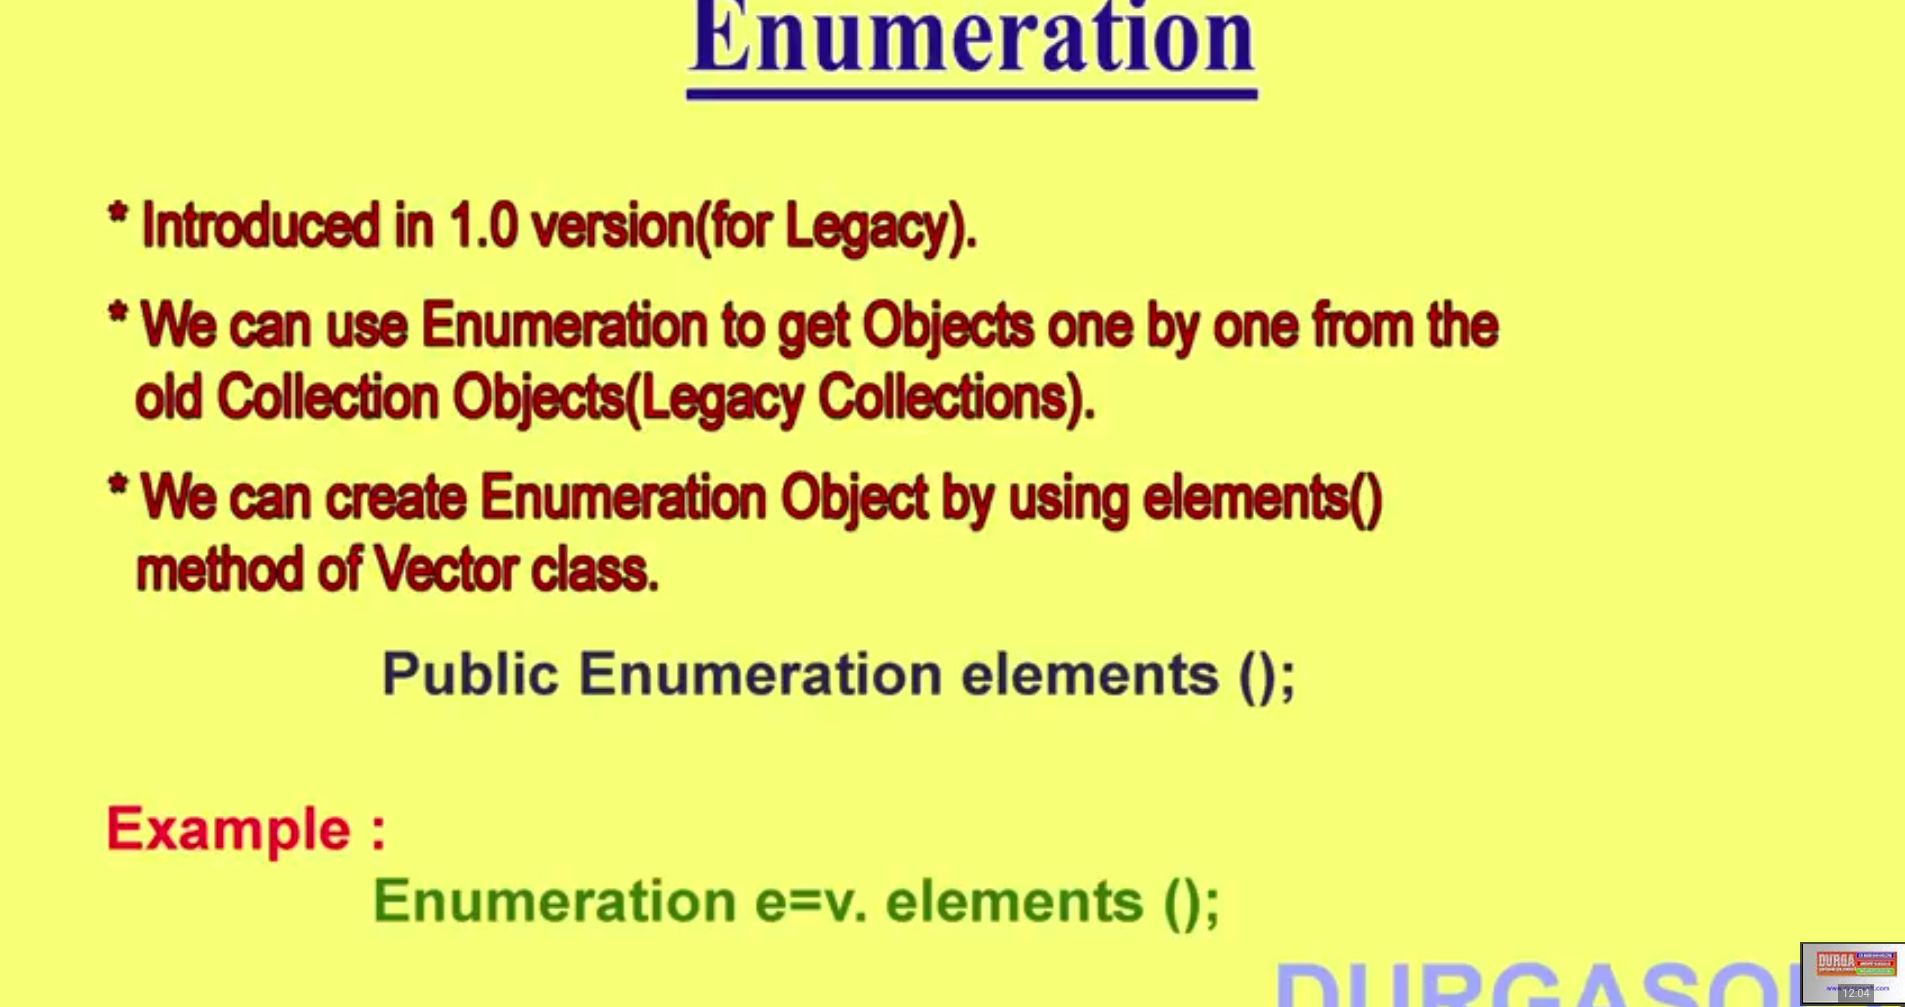 Enumeration
* Introduced in 1.0 version(for Legacy).
* We can use Enumeration to get Objects one by one from the
old Collection Objects(Legacy Collections).
* We can create Enumeration Object by using elements()
method of Vector class.
Public Enumeration elements ();
Example :
Enumeration e=v. elements ();
DURGASO
DURGA
12:04